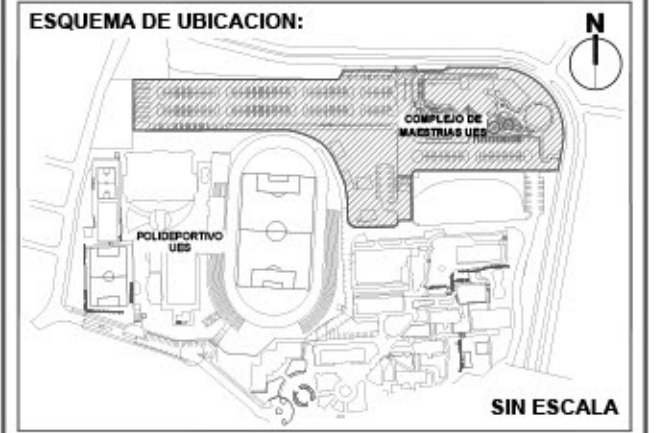 ESQUEMA DE UBICACION:
N
COMPLEJO DE
MAESTRIAS UES
POLIDEPORTIVO
UES
SIN ESCALA